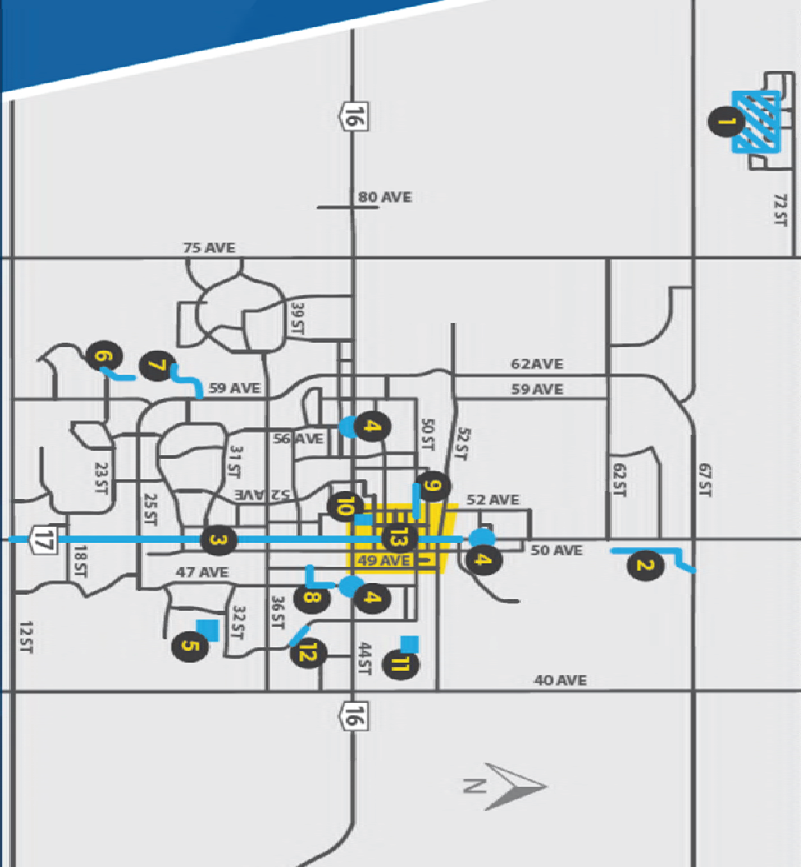 1
16
80 AVE
72 ST
75 AVE
39 ST
6
7
62AVE
59 AVE
59 AVE
4
50 ST
52 ST
56 AVE
31 ST
23 ST
25 ST
62 ST
67 ST
9
52 AVE
52 AVE
10
17
3
13
4
50 AVE
2
18 ST
49 AVE
47 AVE
8
4
32 ST
36 ST
12 ST
5
12
44 ST
11
40 AVE
16
N